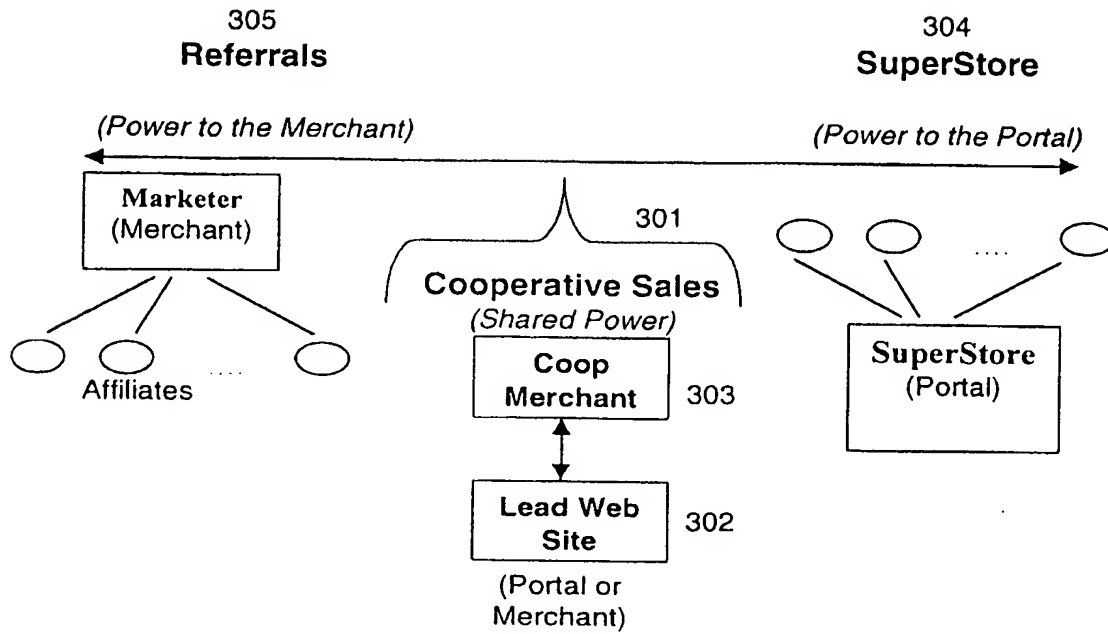 305
Referrals
304
SuperStore
(Power to the Merchant)
(Power to the Portal)
Marketer
(Merchant)
301
Cooperative Sales
(Shared Power)
....
....
Affiliates
Coop
Merchant
303
SuperStore
(Portal)
Lead Web
Site
302
(Portal or
Merchant)